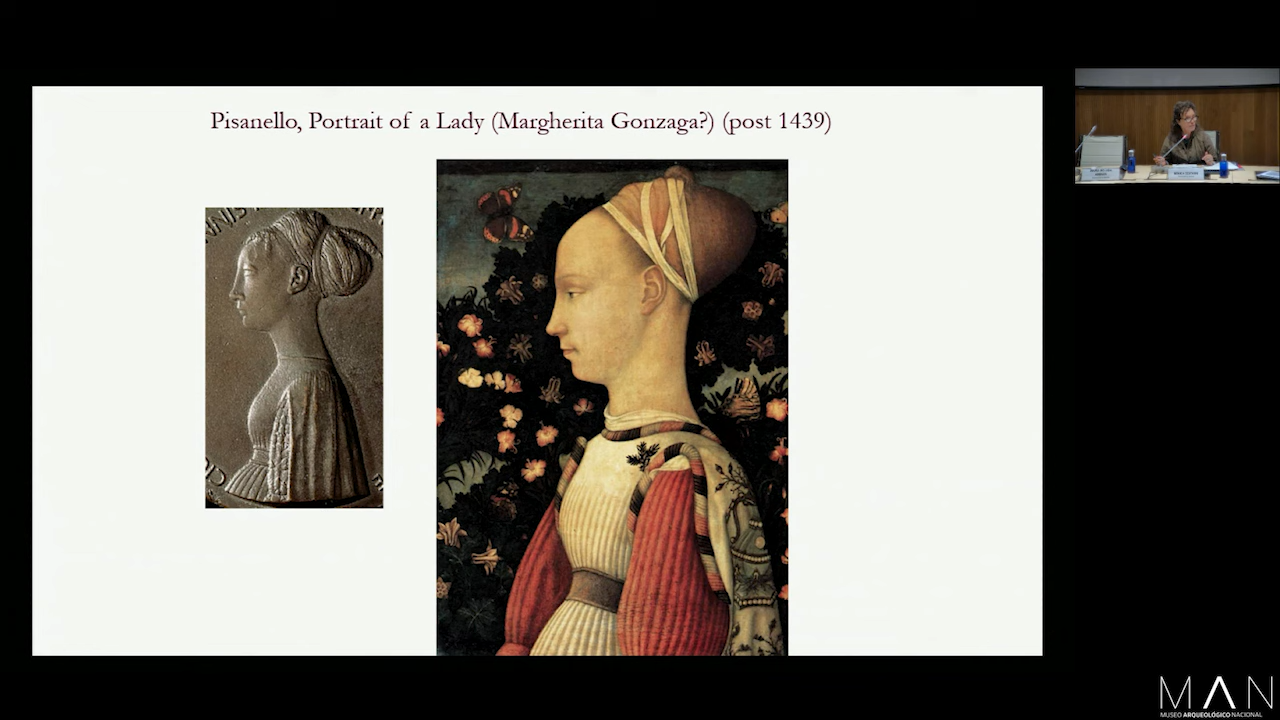 Pisanello, Portrait of a Lady (Margherita Gonzaga?) (post 1439)
MAN
MUSEO ARQUEOLÓGICO NACIONAL